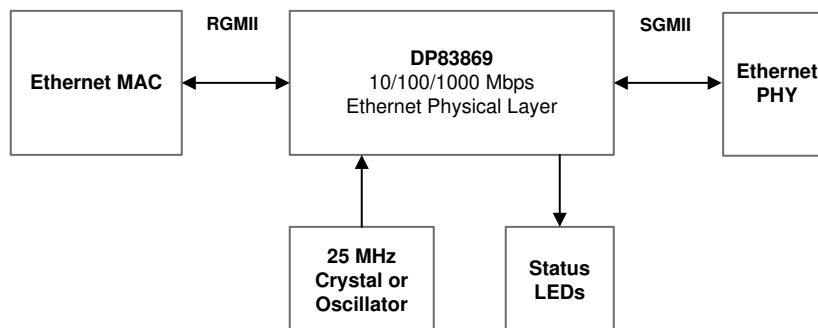 RGMII
SGMII
Ethernet MAC
DP83869
10/100/1000 Mbps
Ethernet Physical Layer
Ethernet
PHY
25 MHz
Crystal or
Oscillator
Status
LEDs